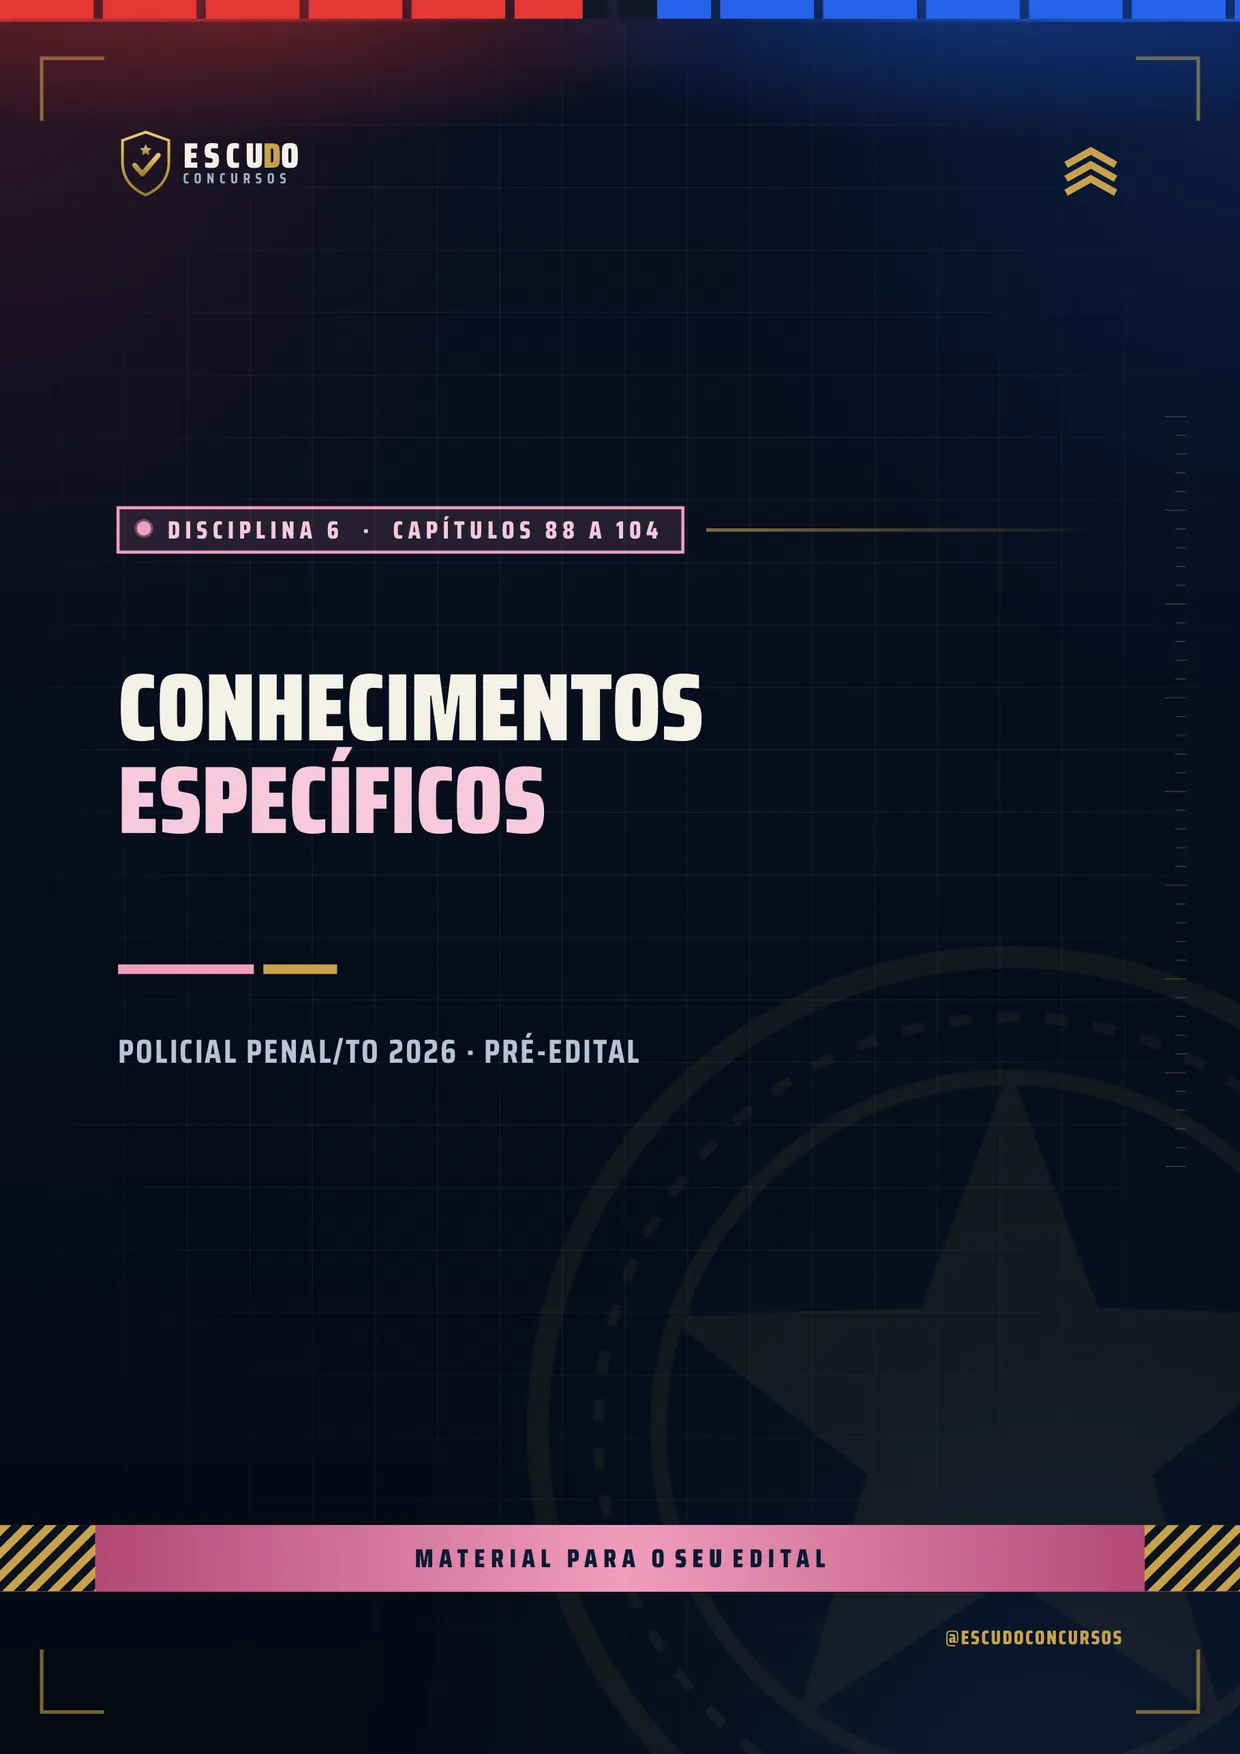 ESCUDO
CONCURSOS
DISCIPLINA 6 · CAPÍTULOS 88 A 104
CONHECIMENTOS
ESPECÍFICOS
POLICIAL PENAL/TO 2026 · PRÉ-EDITAL
MATERIAL PARA O SEU EDITAL
@ESCUDOCONCURSOS